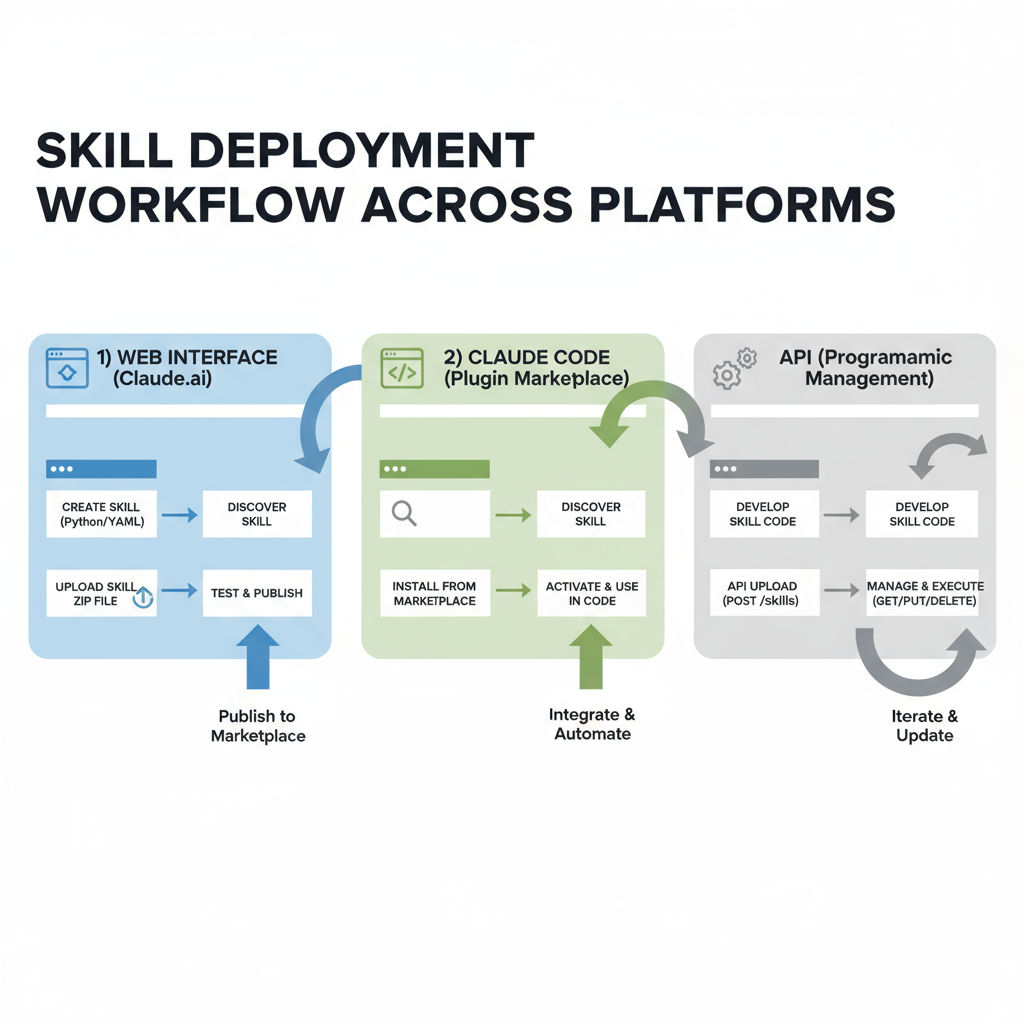 SKILL DEPLOYMENT
WORKFLOW ACROSS PLATFORMS
1) WEB INTERFACE
(Claude.ai)
CREATE SKILL
(Python/YAML)
DISCOVER
SKILL
UPLOAD SKILL
ZIP FILE
TEST & PUBLISH
Publish to
Marketplace
2) CLAUDE CODE
(Plugin Markeplace)
DISCOVER
SKILL
INSTALL FROM
MARKETPLACE
ACTIVATE & USE
IN CODE
Integrate &
Automate
API (Programamic
Management)
DEVELOP
SKILL CODE
DEVELOP
SKILL CODE
API UPLOAD
(POST /skills)
MANAGE & EXECUTE
(GET/PUT/DELETE)
Iterate &
Update